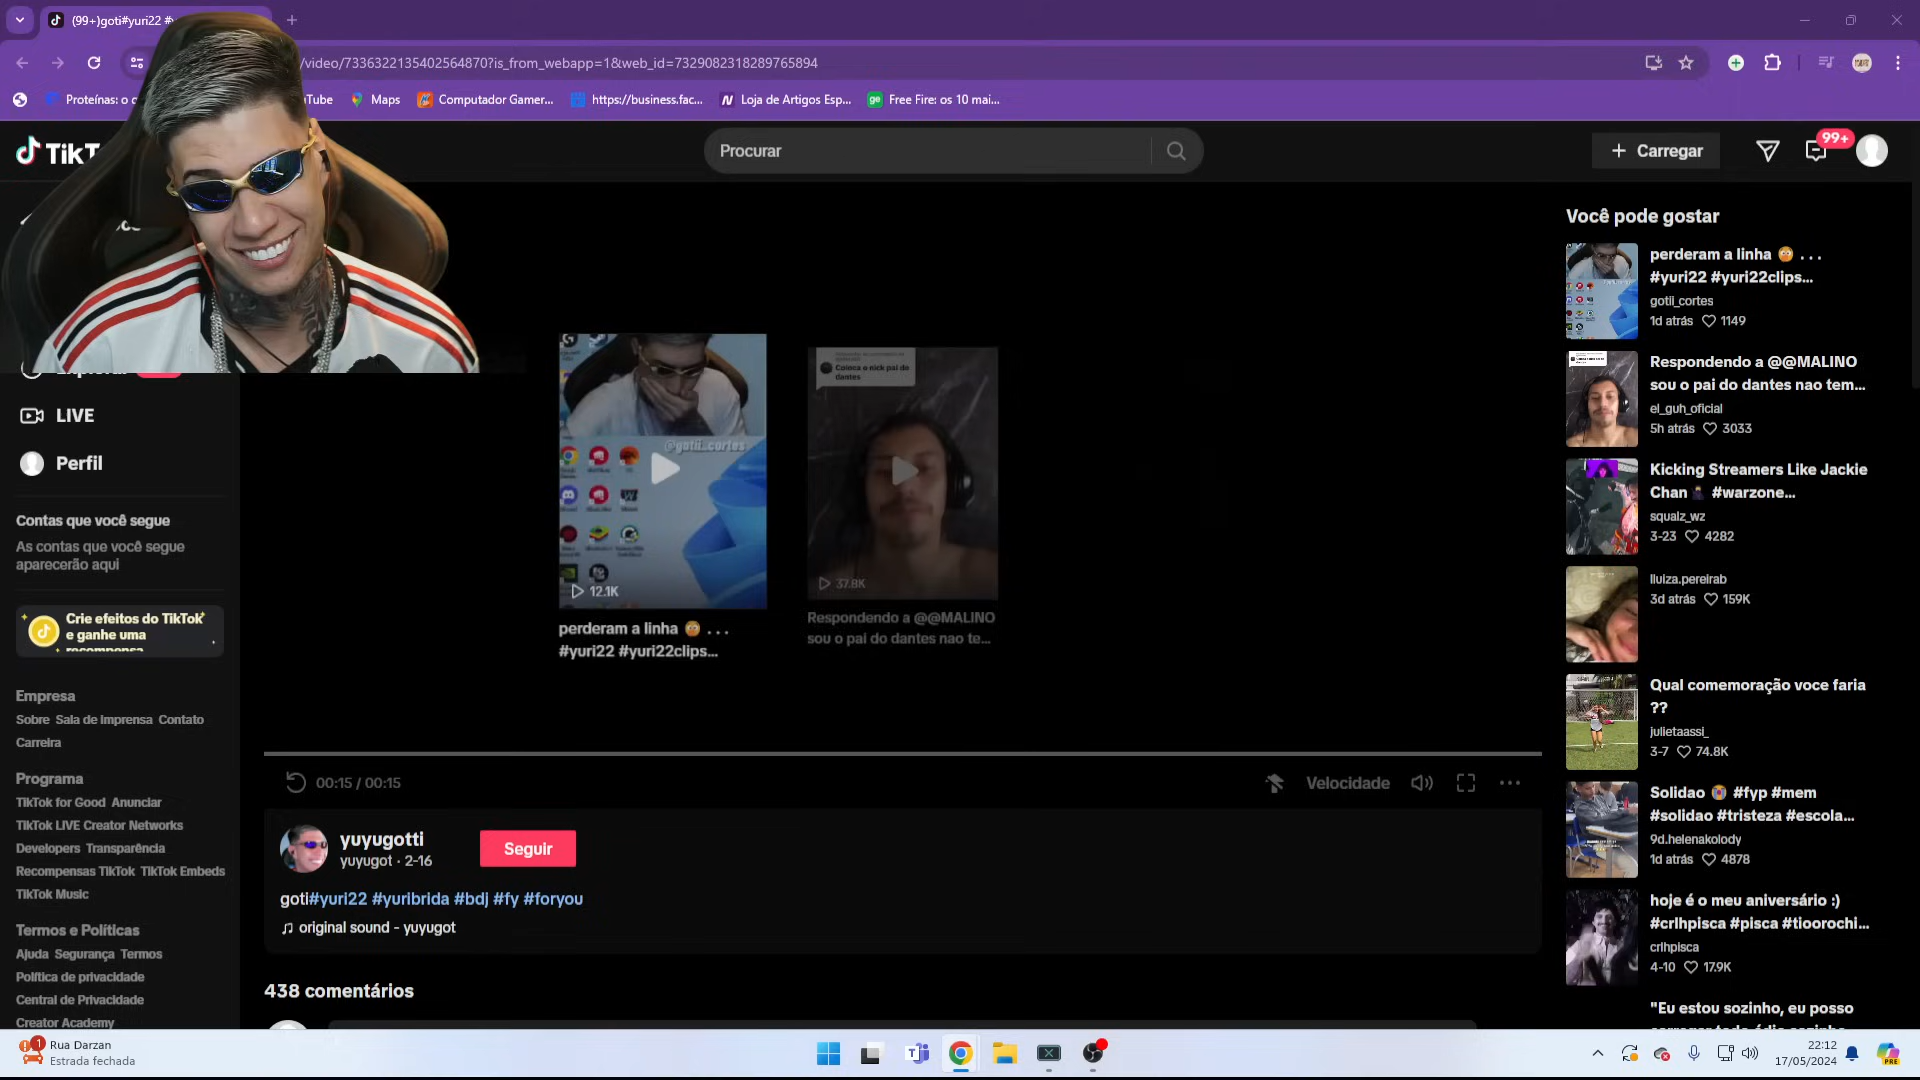 (99+)goti#yuri22 #y
/video/7336322135402564870?is_from_webapp=1&web_id=7329082318289765894
Proteínas: o c
uTube
Maps
Computador Gamer...
https://business.fac...
Loja de Artigos Esp...
Free Fire: os 10 mai...
TikT
Procurar
Carregar
99+
LIVE
Perfil
Contas que você segue
As contas que você segue
aparecerão aqui
Crie efeitos do TikTok
e ganhe uma
recompensa
Empresa
Sobre Sala de Imprensa Contato
Carreira
Programa
TikTok for Good Anunciar
TikTok LIVE Creator Networks
Developers Transparência
Recompensas TikTok TikTok Embeds
TikTok Music
Termos e Políticas
Ajuda Segurança Termos
Política de privacidade
Central de Privacidade
Creator Academy
@gotii_cortes
12.1K
perderam a linha 😳 . . .
#yuri22 #yuri22clips...
Coloca o nick pai do
dantes
37.8K
Respondendo a @@MALINO
sou o pai do dantes nao te...
00:15 / 00:15
Velocidade
yuyugotti
yuyugot · 2-16
Seguir
goti#yuri22 #yuribrida #bdj #fy #foryou
original sound - yuyugot
438 comentários
Você pode gostar
perderam a linha 😳 . . .
#yuri22 #yuri22clips...
gotii_cortes
1d atrás 1149
Respondendo a @@MALINO
sou o pai do dantes nao tem...
el_guh_oficial
5h atrás 3033
Kicking Streamers Like Jackie
Chan #warzone...
squalz_wz
3-23 4282
lluiza.pereirab
3d atrás 159K
Qual comemoração voce faria
??
julietaassi_
3-7 74.8K
Solidao #fyp #mem
#solidao #tristeza #escola...
9d.helenakolody
1d atrás 4878
hoje é o meu aniversário :)
#crlhpisca #pisca #tioorochi...
crlhpisca
4-10 17.9K
"Eu estou sozinho, eu posso
1
Rua Darzan
Estrada fechada
22:12
17/05/2024
PRE